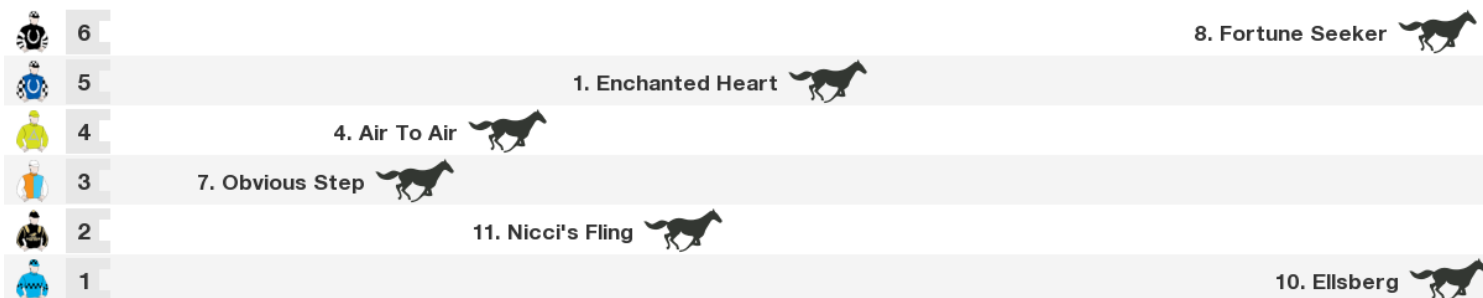 6 8. Fortune Seeker
5 1. Enchanted Heart
4 4. Air To Air
3 7. Obvious Step
2 11. Nicci's Fling
1 10. Ellsberg